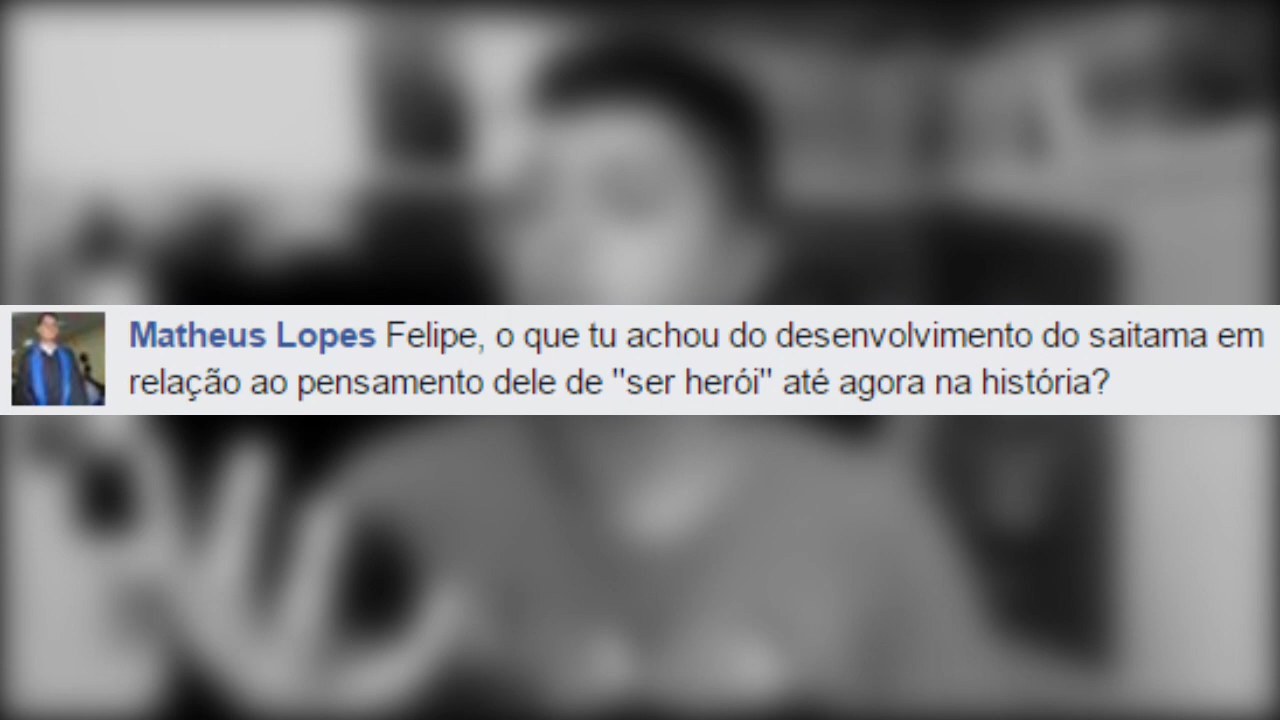 Matheus Lopes Felipe, o que tu achou do desenvolvimento do saitama em
relação ao pensamento dele de "ser herói" até agora na história?